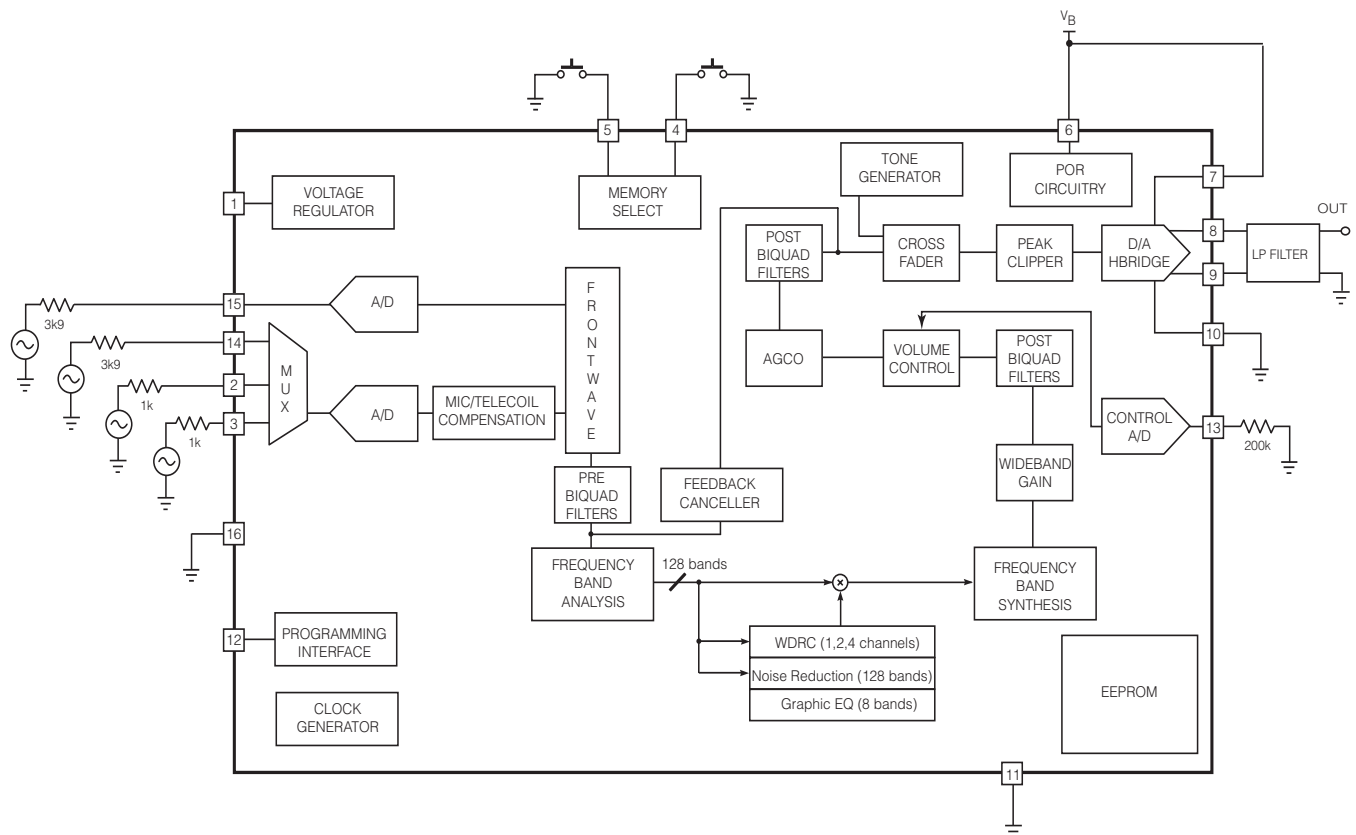 VB
5
4
6
TONE
GENERATOR
POR
CIRCUITRY
7
1
VOLTAGE
REGULATOR
MEMORY
SELECT
OUT
8
POST
BIQUAD
FILTERS
CROSS
FADER
PEAK
CLIPPER
D/A
HBRIDGE
LP FILTER
9
15
A/D
FRONTWAVE
3k9
14
10
3k9
MUX
AGCO
VOLUME
CONTROL
POST
BIQUAD
FILTERS
2
1k
A/D
MIC/TELECOIL
COMPENSATION
3
1k
CONTROL
A/D
13
200k
WIDEBAND
GAIN
PRE
BIQUAD
FILTERS
FEEDBACK
CANCELLER
16
FREQUENCY
BAND
ANALYSIS
128 bands
×
FREQUENCY
BAND
SYNTHESIS
12
PROGRAMMING
INTERFACE
WDRC (1,2,4 channels)
Noise Reduction (128 bands)
Graphic EQ (8 bands)
EEPROM
CLOCK
GENERATOR
11